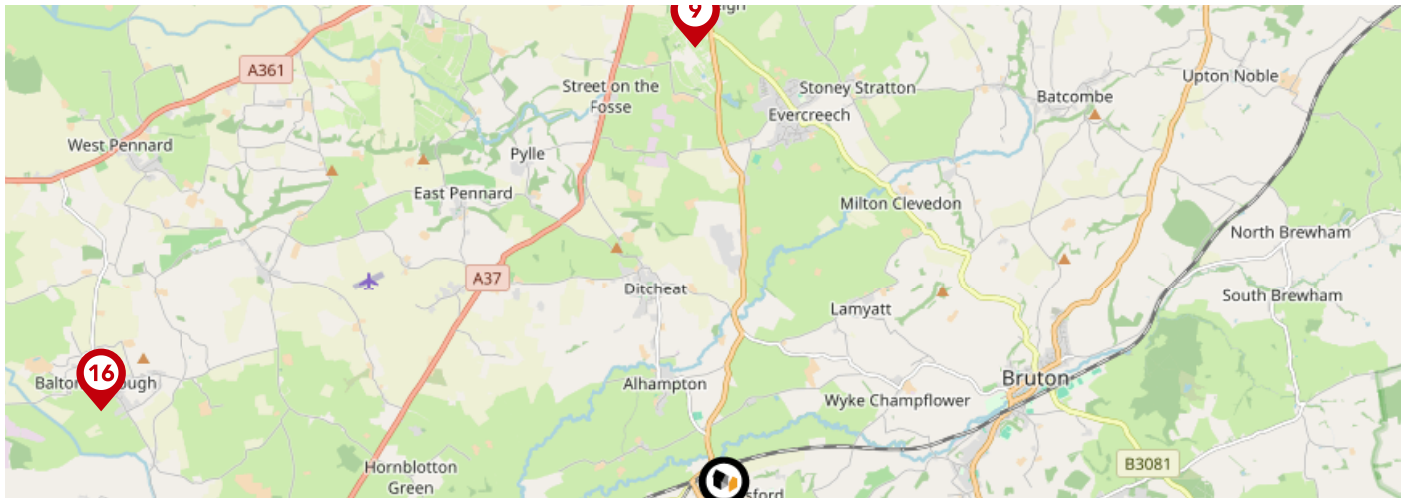 9
A361
Street on the
Fosse
Stoney Stratton
Upton Noble
Batcombe
Evercreech
West Pennard
Pylle
East Pennard
Milton Clevedon
North Brewham
A37
Ditcheat
South Brewham
Lamyatt
16
Alhampton
Bruton
Wyke Champflower
Hornblotton
Green
B3081